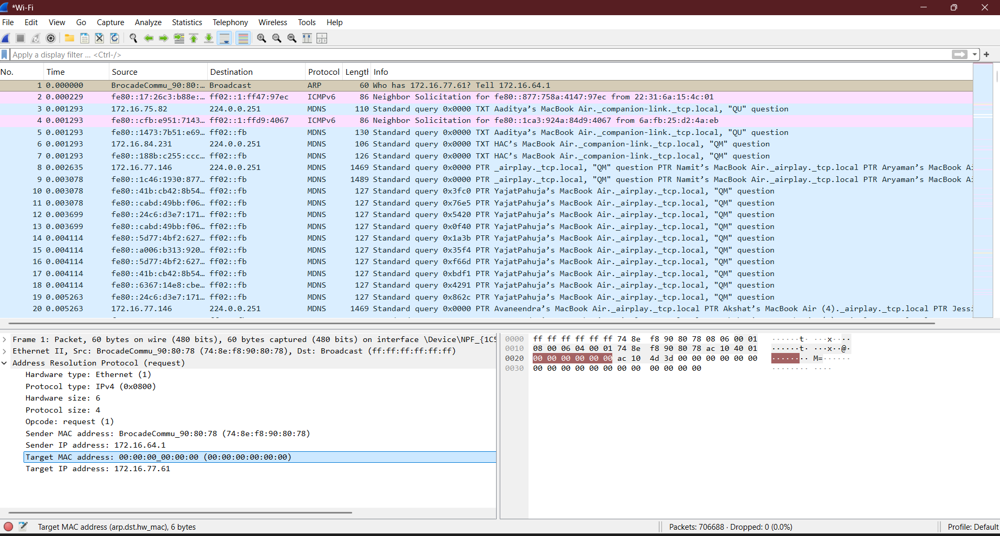 *Wi-Fi
File Edit View Go Capture Analyze Statistics Telephony Wireless Tools Help
Apply a display filter … <Ctrl-/>
No. Time Source Destination Protocol Length Info
1 0.000000 BrocadeCommu_90:80:… Broadcast ARP 60 Who has 172.16.77.61? Tell 172.16.64.1
2 0.000229 fe80::17:26c3:b88e:… ff02::1:ff47:97ec ICMPv6 86 Neighbor Solicitation for fe80::877:758a:4147:97ec from 22:31:6a:15:4c:01
3 0.001293 172.16.75.82 224.0.0.251 MDNS 110 Standard query 0x0000 TXT Aaditya’s MacBook Air._companion-link._tcp.local, "QU" question
4 0.001293 fe80::cfb:e951:7143… ff02::1:ffd9:4067 ICMPv6 86 Neighbor Solicitation for fe80::1ca3:924a:84d9:4067 from 6a:fb:25:d2:4a:eb
5 0.001293 fe80::1473:7b51:e69… ff02::fb MDNS 130 Standard query 0x0000 TXT Aaditya’s MacBook Air._companion-link._tcp.local, "QU" question
6 0.001293 172.16.84.231 224.0.0.251 MDNS 106 Standard query 0x0000 TXT HAC’s MacBook Air._companion-link._tcp.local, "QM" question
7 0.001293 fe80::188b:c255:ccc… ff02::fb MDNS 126 Standard query 0x0000 TXT HAC’s MacBook Air._companion-link._tcp.local, "QM" question
8 0.002635 172.16.77.146 224.0.0.251 MDNS 1469 Standard query 0x0000 PTR _airplay._tcp.local, "QM" question PTR Namit’s MacBook Air._airplay._tcp.local PTR Aryaman’s MacBook Ai
9 0.003078 fe80::1c46:1930:877… ff02::fb MDNS 1489 Standard query 0x0000 PTR _airplay._tcp.local, "QM" question PTR Namit’s MacBook Air._airplay._tcp.local PTR Aryaman’s MacBook Ai
10 0.003078 fe80::41b:cb42:8b54… ff02::fb MDNS 127 Standard query 0x3fc0 PTR YajatPahuja’s MacBook Air._airplay._tcp.local, "QM" question
11 0.003078 fe80::cabd:49bb:f06… ff02::fb MDNS 127 Standard query 0x76e5 PTR YajatPahuja’s MacBook Air._airplay._tcp.local, "QM" question
12 0.003699 fe80::24c6:d3e7:171… ff02::fb MDNS 127 Standard query 0x5420 PTR YajatPahuja’s MacBook Air._airplay._tcp.local, "QM" question
13 0.003699 fe80::cabd:49bb:f06… ff02::fb MDNS 127 Standard query 0x0f40 PTR YajatPahuja’s MacBook Air._airplay._tcp.local, "QM" question
14 0.004114 fe80::5d77:4bf2:627… ff02::fb MDNS 127 Standard query 0x1a3b PTR YajatPahuja’s MacBook Air._airplay._tcp.local, "QM" question
15 0.004114 fe80::a006:b313:920… ff02::fb MDNS 127 Standard query 0x35f4 PTR YajatPahuja’s MacBook Air._airplay._tcp.local, "QM" question
16 0.004114 fe80::5d77:4bf2:627… ff02::fb MDNS 127 Standard query 0xf66d PTR YajatPahuja’s MacBook Air._airplay._tcp.local, "QM" question
17 0.004114 fe80::41b:cb42:8b54… ff02::fb MDNS 127 Standard query 0xbdf1 PTR YajatPahuja’s MacBook Air._airplay._tcp.local, "QM" question
18 0.004114 fe80::6367:14e8:cbe… ff02::fb MDNS 127 Standard query 0x4291 PTR YajatPahuja’s MacBook Air._airplay._tcp.local, "QM" question
19 0.005263 fe80::24c6:d3e7:171… ff02::fb MDNS 127 Standard query 0x862c PTR YajatPahuja’s MacBook Air._airplay._tcp.local, "QM" question
20 0.005263 172.16.77.146 224.0.0.251 MDNS 1469 Standard query 0x0000 PTR Avaneendra’s MacBook Air._airplay._tcp.local PTR Akshat’s MacBook Air (4)._airplay._tcp.local PTR Jessi
Frame 1: Packet, 60 bytes on wire (480 bits), 60 bytes captured (480 bits) on interface \Device\NPF_{1C5
Ethernet II, Src: BrocadeCommu_90:80:78 (74:8e:f8:90:80:78), Dst: Broadcast (ff:ff:ff:ff:ff:ff)
Address Resolution Protocol (request)
Hardware type: Ethernet (1)
Protocol type: IPv4 (0x0800)
Hardware size: 6
Protocol size: 4
Opcode: request (1)
Sender MAC address: BrocadeCommu_90:80:78 (74:8e:f8:90:80:78)
Sender IP address: 172.16.64.1
Target MAC address: 00:00:00_00:00:00 (00:00:00:00:00:00)
Target IP address: 172.16.77.61
0000 ff ff ff ff ff ff 74 8e f8 90 80 78 08 06 00 01 ······t· ···x····
0010 08 00 06 04 00 01 74 8e f8 90 80 78 ac 10 40 01 ······t· ···x··@·
0020 00 00 00 00 00 00 ac 10 4d 3d 00 00 00 00 00 00 ········ M=······
0030 00 00 00 00 00 00 00 00 00 00 00 00 ········ ····
Target MAC address (arp.dst.hw_mac), 6 bytes
Packets: 706688 · Dropped: 0 (0.0%)
Profile: Default